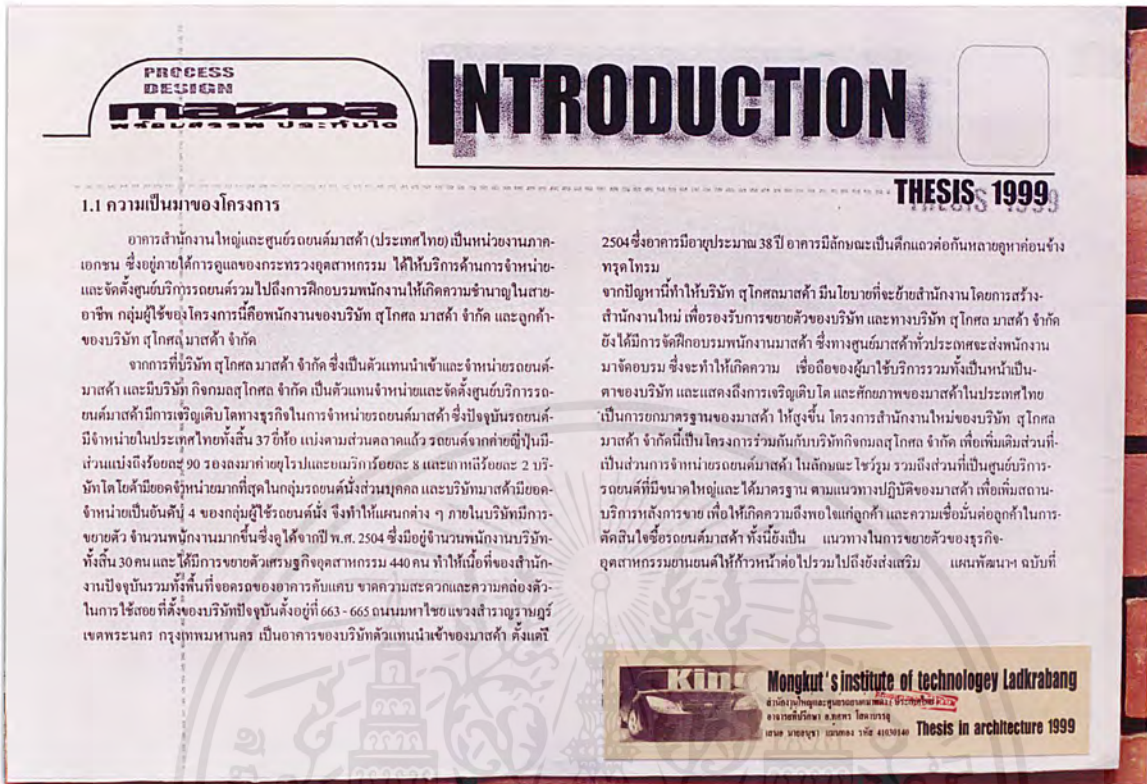 PROCESS
DESIGN
mazda
พร้อมสรรพ ประทับใจ
INTRODUCTION
THESIS 1999
1.1 ความเป็นมาของโครงการ
อาคารสำนักงานใหญ่และศูนย์รถยนต์มาสด้า (ประเทศไทย) เป็นหน่วยงานภาค-
เอกชน ซึ่งอยู่ภายใต้การดูแลของกระทรวงอุตสาหกรรม ได้ให้บริการด้านการจำหน่าย-
และจัดตั้งศูนย์บริการรถยนต์รวมไปถึงการฝึกอบรมพนักงานให้เกิดความชำนาญในสาย-
อาชีพ กลุ่มผู้ใช้ของโครงการนี้คือพนักงานของบริษัท สุโกศล มาสด้า จำกัด และลูกค้า-
ของบริษัท สุโกศล มาสด้า จำกัด
จากการที่บริษัท สุโกศล มาสด้า จำกัด ซึ่งเป็นตัวแทนนำเข้าและจำหน่ายรถยนต์-
มาสด้า และมีบริษัท กิจกมลสุโกศล จำกัด เป็นตัวแทนจำหน่ายและจัดตั้งศูนย์บริการรถ-
ยนต์มาสด้ามีการเจริญเติบโตทางธุรกิจในการจำหน่ายรถยนต์มาสด้า ซึ่งปัจจุบันรถยนต์-
มีจำหน่ายในประเทศไทยทั้งสิ้น 37 ยี่ห้อ แบ่งตามส่วนตลาดแล้ว รถยนต์จากค่ายญี่ปุ่นมี-
ส่วนแบ่งถึงร้อยละ 90 รองลงมาค่ายยุโรปและอเมริการ้อยละ 8 และเกาหลีร้อยละ 2 บริ-
ษัทโตโยต้ามียอดจำหน่ายมากที่สุดในกลุ่มรถยนต์นั่งส่วนบุคคล และบริษัทมาสด้ามียอด-
จำหน่ายเป็นอันดับ 4 ของกลุ่มผู้ใช้รถยนต์นั่ง จึงทำให้แผนกต่าง ๆ ภายในบริษัทมีการ-
ขยายตัว จำนวนพนักงานมากขึ้นซึ่งดูได้จากปี พ.ศ. 2504 ซึ่งมีอยู่จำนวนพนักงานบริษัท-
ทั้งสิ้น 30 คน และได้มีการขยายตัวเศรษฐกิจอุตสาหกรรม 440 คน ทำให้เนื้อที่ของสำนัก-
งานปัจจุบันรวมทั้งพื้นที่จอดรถของอาคารคับแคบ ขาดความสะดวกและความคล่องตัว-
ในการใช้สอย ที่ตั้งของบริษัทปัจจุบันตั้งอยู่ที่ 663 - 665 ถนนมหาไชย แขวงสำราญราษฎร์
เขตพระนคร กรุงเทพมหานคร เป็นอาคารของบริษัทตัวแทนนำเข้าของมาสด้า ตั้งแต่ปี
2504 ซึ่งอาคารมีอายุประมาณ 38 ปี อาคารมีลักษณะเป็นตึกแถวต่อกันหลายคูหาค่อนข้าง
ทรุดโทรม
จากปัญหานี้ทำให้บริษัท สุโกศลมาสด้า มีนโยบายที่จะย้ายสำนักงาน โดยการสร้าง-
สำนักงานใหม่ เพื่อรองรับการขยายตัวของบริษัท และทางบริษัท สุโกศล มาสด้า จำกัด
ยังได้มีการจัดฝึกอบรมพนักงานมาสด้า ซึ่งทางศูนย์มาสด้าทั่วประเทศจะส่งพนักงาน
มาจัดอบรม ซึ่งจะทำให้เกิดความ เชื่อถือของผู้มาใช้บริการรวมทั้งเป็นหน้าเป็น-
ตาของบริษัท และแสดงถึงการเจริญเติบโต และศักยภาพของมาสด้าในประเทศไทย
เป็นการยกมาตรฐานของมาสด้า ให้สูงขึ้น โครงการสำนักงานใหม่ของบริษัท สุโกศล
มาสด้า จำกัดนี้เป็นโครงการร่วมกันกับบริษัทกิจกมลสุโกศล จำกัด เพื่อเพิ่มเติมส่วนที่-
เป็นส่วนการจำหน่ายรถยนต์มาสด้า ในลักษณะ โชว์รูม รวมถึงส่วนที่เป็นศูนย์บริการ-
รถยนต์ที่มีขนาดใหญ่และได้มาตรฐาน ตามแนวทางปฏิบัติของมาสด้า เพื่อเพิ่มสถาน-
บริการหลังการขาย เพื่อให้เกิดความพึงพอใจแก่ลูกค้า และความเชื่อมั่นต่อลูกค้าในการ-
ตัดสินใจซื้อรถยนต์มาสด้า ทั้งนี้ยังเป็น แนวทางในการขยายตัวของธุรกิจ-
อุตสาหกรรมยานยนต์ให้ก้าวหน้าต่อไปรวมไปถึงยังส่งเสริม แผนพัฒนาฯ ฉบับที่
King Mongkut's institute of technologey Ladkrabang
สำนักงานใหญ่และศูนย์รถยนต์มาสด้า
อาจารย์ที่ปรึกษา อ.ทศพร โสดาบรรลุ
เสนอ นายอนุชา แม้นทอง รหัส 41030140 Thesis in architecture 1999